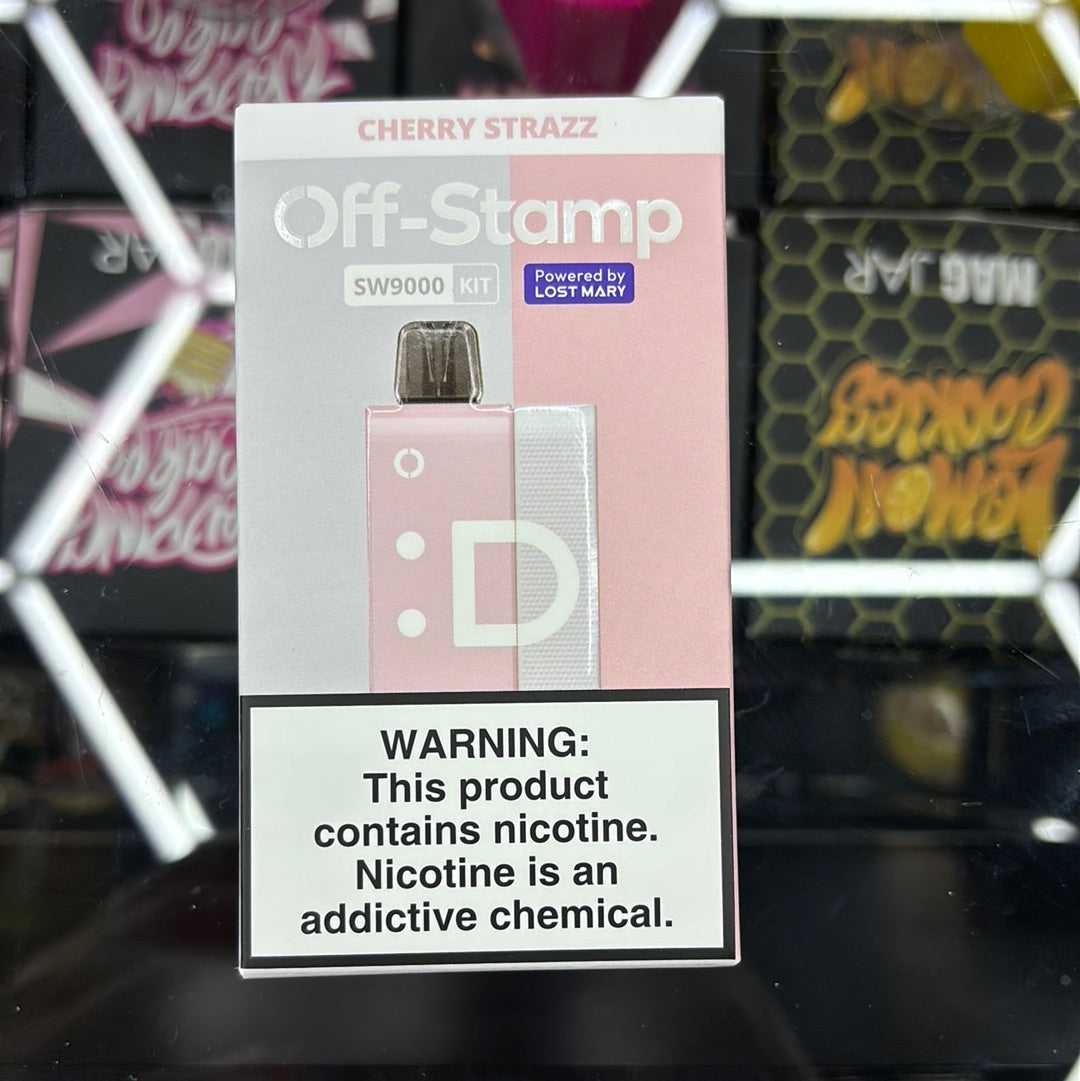 CHERRY STRAZZ
Off-Stamp
SW9000 KIT
Powered by
LOST MARY
D
WARNING:
This product
contains nicotine.
Nicotine is an
addictive chemical.
MAG JAR
LEMON
COOKIES